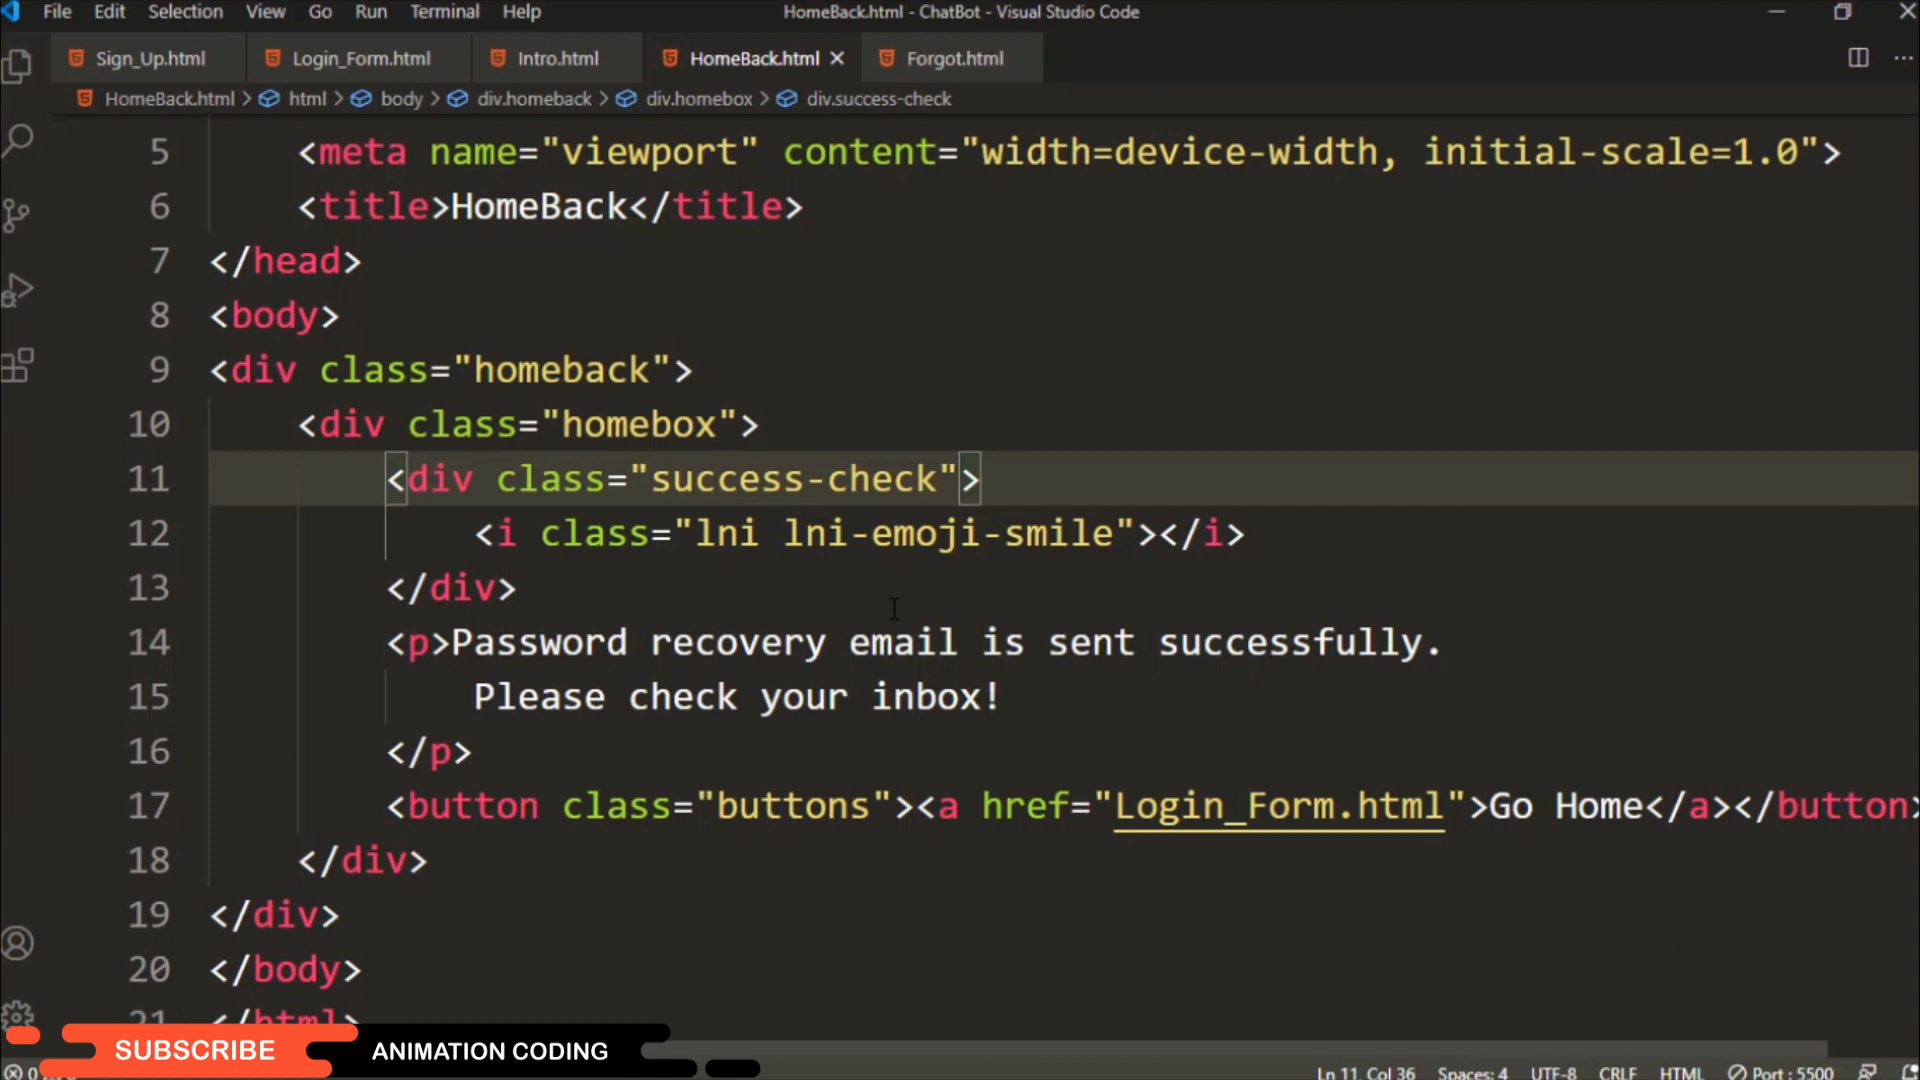 File Edit Selection View Go Run Terminal Help HomeBack.html - ChatBot - Visual Studio Code
Sign_Up.html Login_Form.html Intro.html HomeBack.html Forgot.html
HomeBack.html > html > body > div.homeback > div.homebox > div.success-check
5 <meta name="viewport" content="width=device-width, initial-scale=1.0">
6 <title>HomeBack</title>
7 </head>
8 <body>
9 <div class="homeback">
10 <div class="homebox">
11 <div class="success-check">
12 <i class="lni lni-emoji-smile"></i>
13 </div>
14 <p>Password recovery email is sent successfully.
15 Please check your inbox!
16 </p>
17 <button class="buttons"><a href="Login_Form.html">Go Home</a></button>
18 </div>
19 </div>
20 </body>
21 </html>
SUBSCRIBE ANIMATION CODING
0 Ln 11, Col 36 Spaces: 4 UTF-8 CRLF HTML Port : 5500